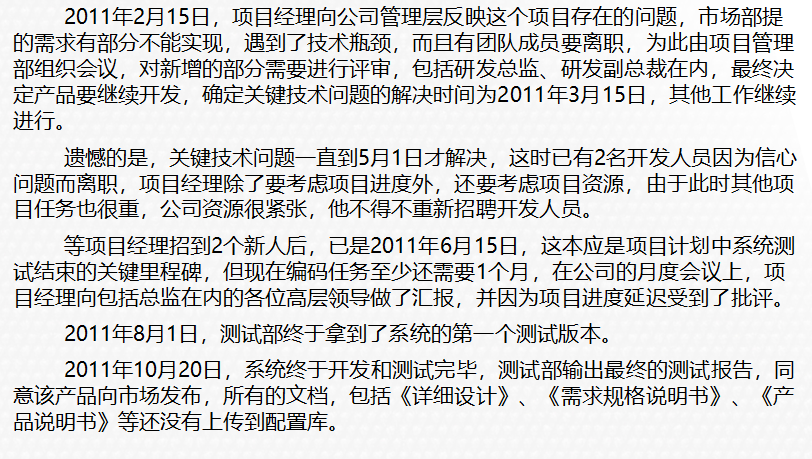 2011年2月15日，项目经理向公司管理层反映这个项目存在的问题，市场部提
的需求有部分不能实现，遇到了技术瓶颈，而且有团队成员要离职，为此由项目管理
部组织会议，对新增的部分需要进行评审，包括研发总监、研发副总裁在内，最终决
定产品要继续开发，确定关键技术问题的解决时间为2011年3月15日，其他工作继续
进行。
遗憾的是，关键技术问题一直到5月1日才解决，这时已有2名开发人员因为信心
问题而离职，项目经理除了要考虑项目进度外，还要考虑项目资源，由于此时其他项
目任务也很重，公司资源很紧张，他不得不重新招聘开发人员。
等项目经理招到2个新人后，已是2011年6月15日，这本应是项目计划中系统测
试结束的关键里程碑，但现在编码任务至少还需要1个月，在公司的月度会议上，项
目经理向包括总监在内的各位高层领导做了汇报，并因为项目进度延迟受到了批评。
2011年8月1日，测试部终于拿到了系统的第一个测试版本。
2011年10月20日，系统终于开发和测试完毕，测试部输出最终的测试报告，同
意该产品向市场发布，所有的文档，包括《详细设计》、《需求规格说明书》、《产
品说明书》等还没有上传到配置库。